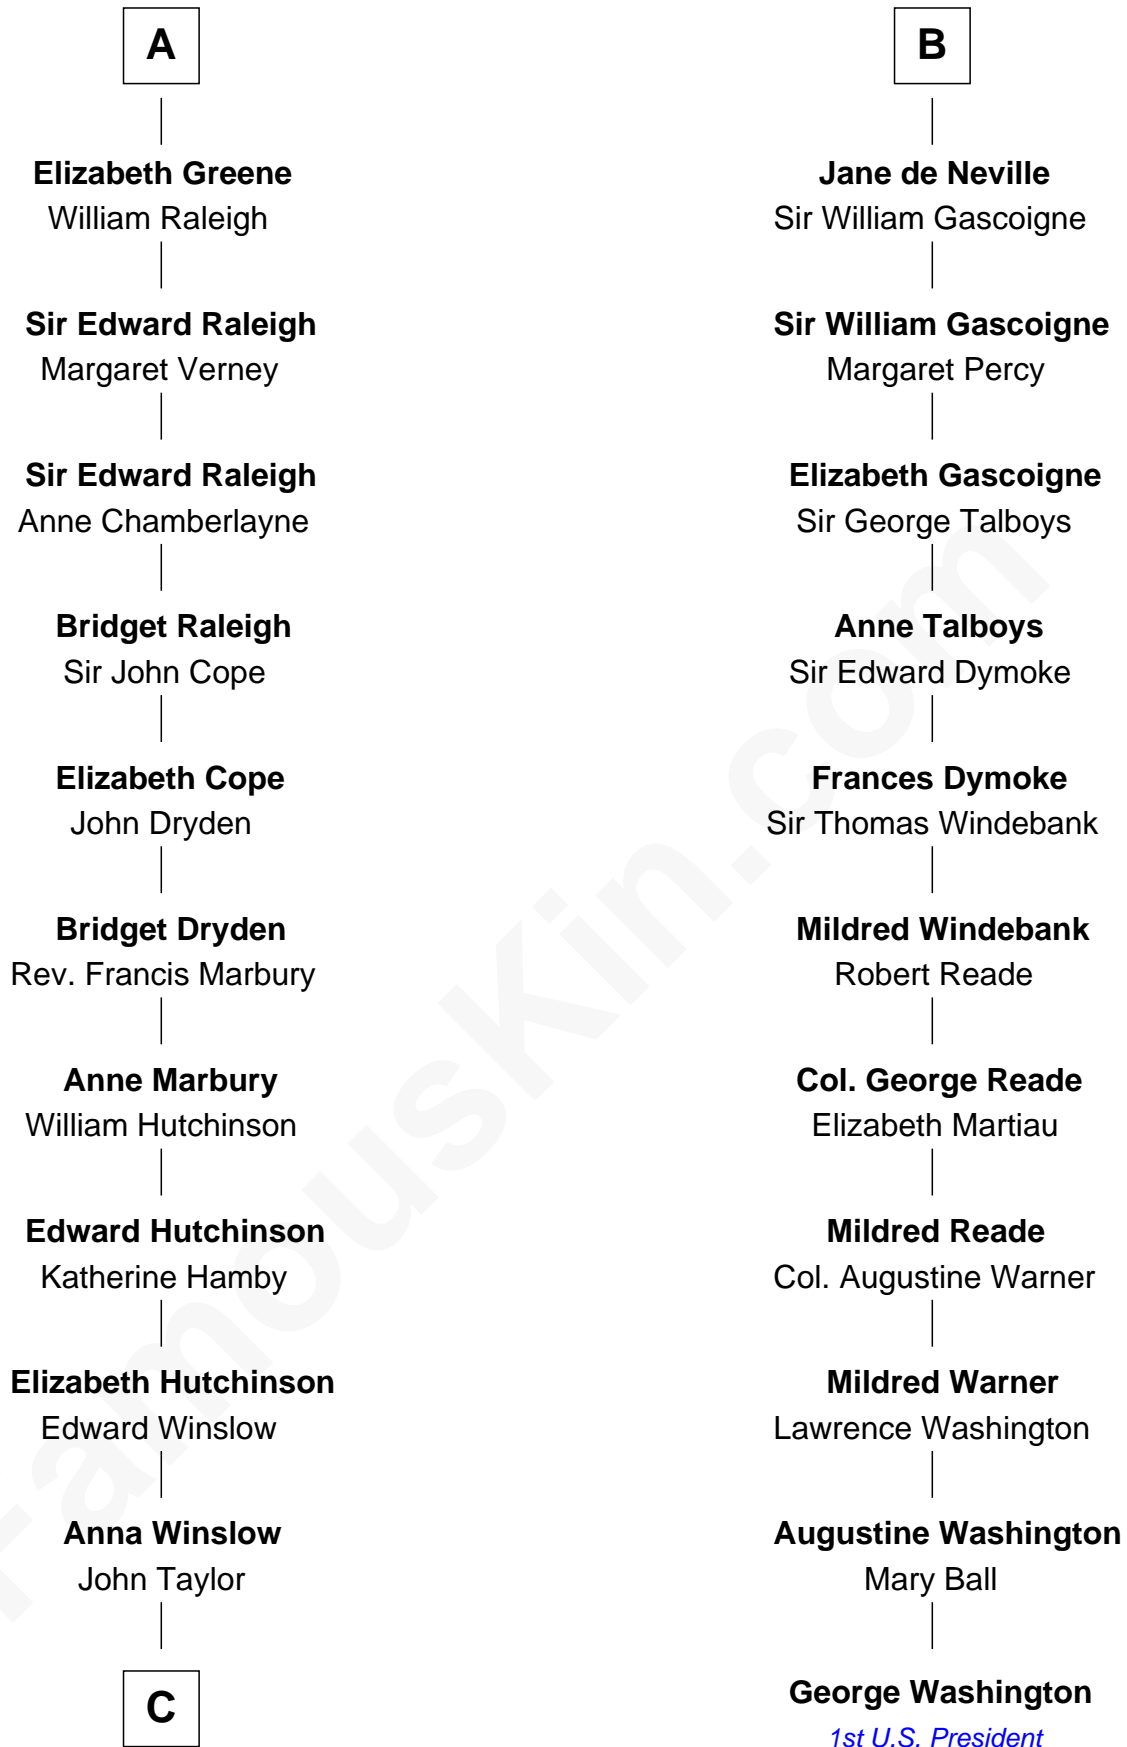 A
Elizabeth Greene
William Raleigh
Sir Edward Raleigh
Margaret Verney
Sir Edward Raleigh
Anne Chamberlayne
Bridget Raleigh
Sir John Cope
Elizabeth Cope
John Dryden
Bridget Dryden
Rev. Francis Marbury
Anne Marbury
William Hutchinson
Edward Hutchinson
Katherine Hamby
Elizabeth Hutchinson
Edward Winslow
Anna Winslow
John Taylor
C
B
Jane de Neville
Sir William Gascoigne
Sir William Gascoigne
Margaret Percy
Elizabeth Gascoigne
Sir George Talboys
Anne Talboys
Sir Edward Dymoke
Frances Dymoke
Sir Thomas Windebank
Mildred Windebank
Robert Reade
Col. George Reade
Elizabeth Martiau
Mildred Reade
Col. Augustine Warner
Mildred Warner
Lawrence Washington
Augustine Washington
Mary Ball
George Washington
1st U.S. President
FamousKin.com